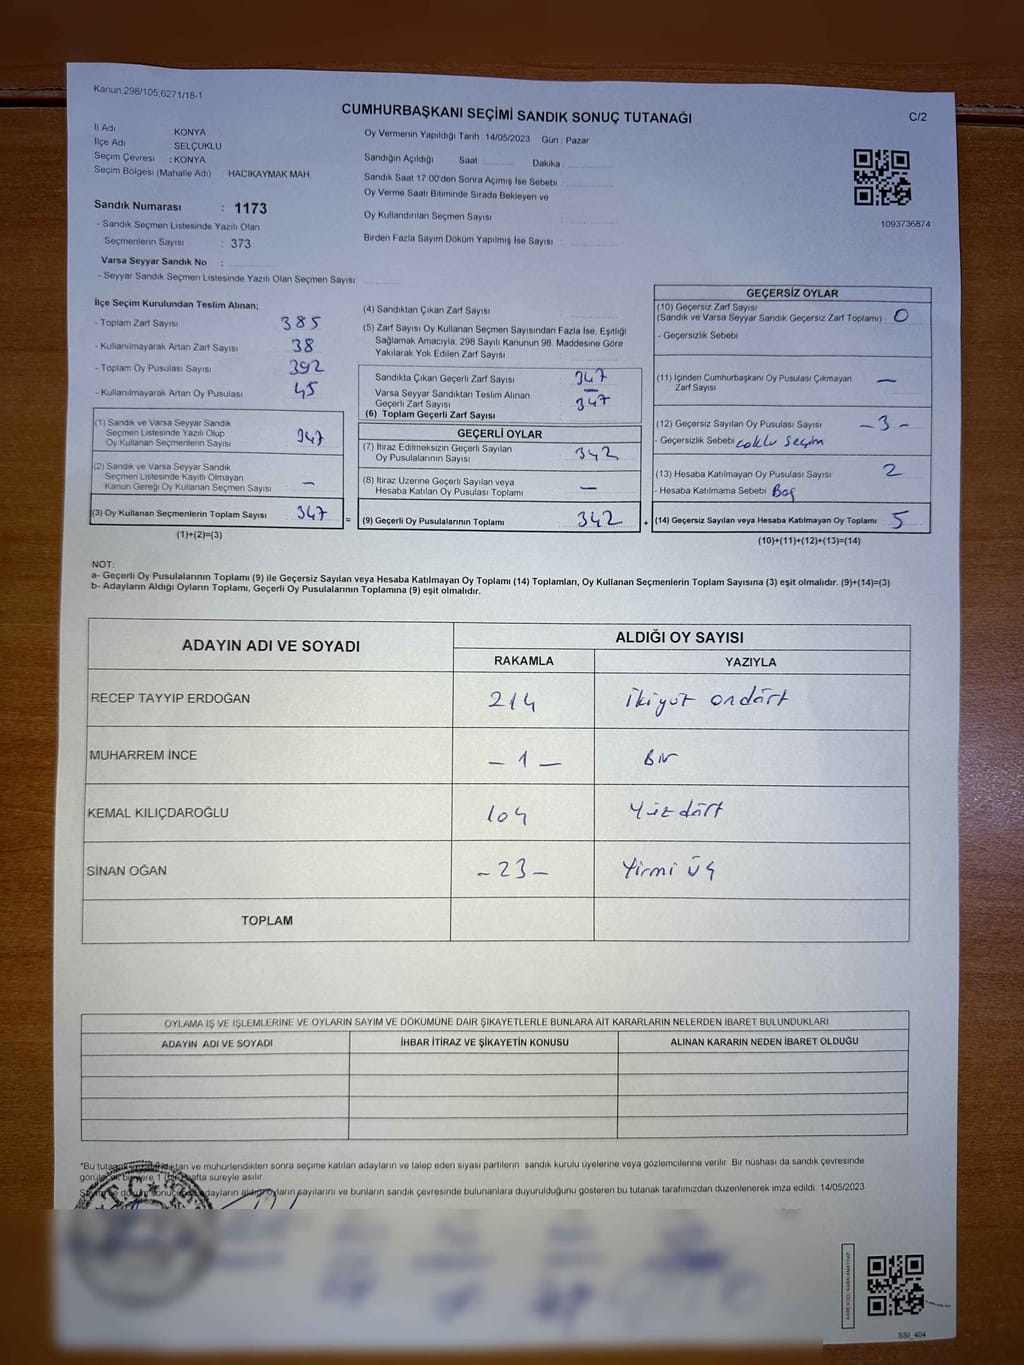 Kanun.298/105,6271/18-1
CUMHURBAŞKANI SEÇİMİ SANDIK SONUÇ TUTANAĞI
C/2
İl Adı : KONYA
İlçe Adı : SELÇUKLU
Seçim Çevresi : KONYA
Seçim Bölgesi (Mahalle Adı) HACIKAYMAK MAH.
Sandık Numarası : 1173
- Sandık Seçmen Listesinde Yazılı Olan
Seçmenlerin Sayısı : 373
Varsa Seyyar Sandık No :
- Seyyar Sandık Seçmen Listesinde Yazılı Olan Seçmen Sayısı
Oy Vermenin Yapıldığı Tarih : 14/05/2023 Gün : Pazar
Sandığın Açıldığı Saat Dakika
Sandık Saat 17:00'den Sonra Açımış İse Sebebi
Oy Verme Saati Bitiminde Sırada Bekleyen ve
Oy Kullandırılan Seçmen Sayısı
Birden Fazla Sayım Döküm Yapılmış İse Sayısı
1093736874
İlçe Seçim Kurulundan Teslim Alınan;
- Toplam Zarf Sayısı 385
- Kullanılmayarak Artan Zarf Sayısı 38
- Toplam Oy Pusulası Sayısı 392
- Kullanılmayarak Artan Oy Pusulası 45
(1) Sandık ve Varsa Seyyar Sandık
Seçmen Listesinde Yazılı Olup
Oy Kullanan Seçmenlerin Sayısı 347
(2) Sandık ve Varsa Seyyar Sandık
Seçmen Listesinde Kayıtlı Olmayan
Kanun Gereği Oy Kullanan Seçmen Sayısı –
(3) Oy Kullanan Seçmenlerin Toplam Sayısı 347
(1)+(2)=(3)
=
(4) Sandıktan Çıkan Zarf Sayısı
(5) Zarf Sayısı Oy Kullanan Seçmen Sayısından Fazla İse, Eşitliği
Sağlamak Amacıyla, 298 Sayılı Kanunun 98. Maddesine Göre
Yakılarak Yok Edilen Zarf Sayısı
Sandıkta Çıkan Geçerli Zarf Sayısı 347
Varsa Seyyar Sandıktan Teslim Alınan
Geçerli Zarf Sayısı –
(6) Toplam Geçerli Zarf Sayısı 347
GEÇERLİ OYLAR
(7) İtiraz Edilmeksizin Geçerli Sayılan
Oy Pusulalarının Sayısı 342
(8) İtiraz Üzerine Geçerli Sayılan veya
Hesaba Katılan Oy Pusulası Toplamı –
(9) Geçerli Oy Pusulalarının Toplamı 342
+
GEÇERSİZ OYLAR
(10) Geçersiz Zarf Sayısı
(Sandık ve Varsa Seyyar Sandık Geçersiz Zarf Toplamı) 0
- Geçersizlik Sebebi
(11) İçinden Cumhurbaşkanı Oy Pusulası Çıkmayan
Zarf Sayısı –
(12) Geçersiz Sayılan Oy Pusulası Sayısı – 3 –
- Geçersizlik Sebebi çoklu seçim
(13) Hesaba Katılmayan Oy Pusulası Sayısı 2
- Hesaba Katılmama Sebebi Boş
(14) Geçersiz Sayılan veya Hesaba Katılmayan Oy Toplamı 5
(10)+(11)+(12)+(13)=(14)
NOT:
a- Geçerli Oy Pusulalarının Toplamı (9) ile Geçersiz Sayılan veya Hesaba Katılmayan Oy Toplamı (14) Toplamları, Oy Kullanan Seçmenlerin Toplam Sayısına (3) eşit olmalıdır. (9)+(14)=(3)
b- Adayların Aldığı Oyların Toplamı, Geçerli Oy Pusulalarının Toplamına (9) eşit olmalıdır.
ADAYIN ADI VE SOYADI ALDIĞI OY SAYISI
RAKAMLA YAZIYLA
RECEP TAYYİP ERDOĞAN 214 İkiyüz ondört
MUHARREM İNCE – 1 – Bir
KEMAL KILIÇDAROĞLU 104 Yüzdört
SİNAN OĞAN – 23 – Yirmi üç
TOPLAM
OYLAMA İŞ VE İŞLEMLERİNE VE OYLARIN SAYIM VE DÖKÜMÜNE DAİR ŞİKAYETLERLE BUNLARA AİT KARARLARIN NELERDEN İBARET BULUNDUKLARI
ADAYIN ADI VE SOYADI İHBAR İTİRAZ VE ŞİKAYETİN KONUSU ALINAN KARARIN NEDEN İBARET OLDUĞU
*Bu ve mühürlendikten sonra seçime katılan adayların ve talep eden siyasi partilerin sandık kurulu üyelerine veya gözlemcilerine verilir. Bir nüshası da sandık çevresinde
süreyle asılır.
sayılarını ve bunların sandık çevresinde bulunanlara duyurulduğunu gösteren bu tutanak tarafımızdan düzenlenerek imza edildi. 14/05/2023
SSI_404